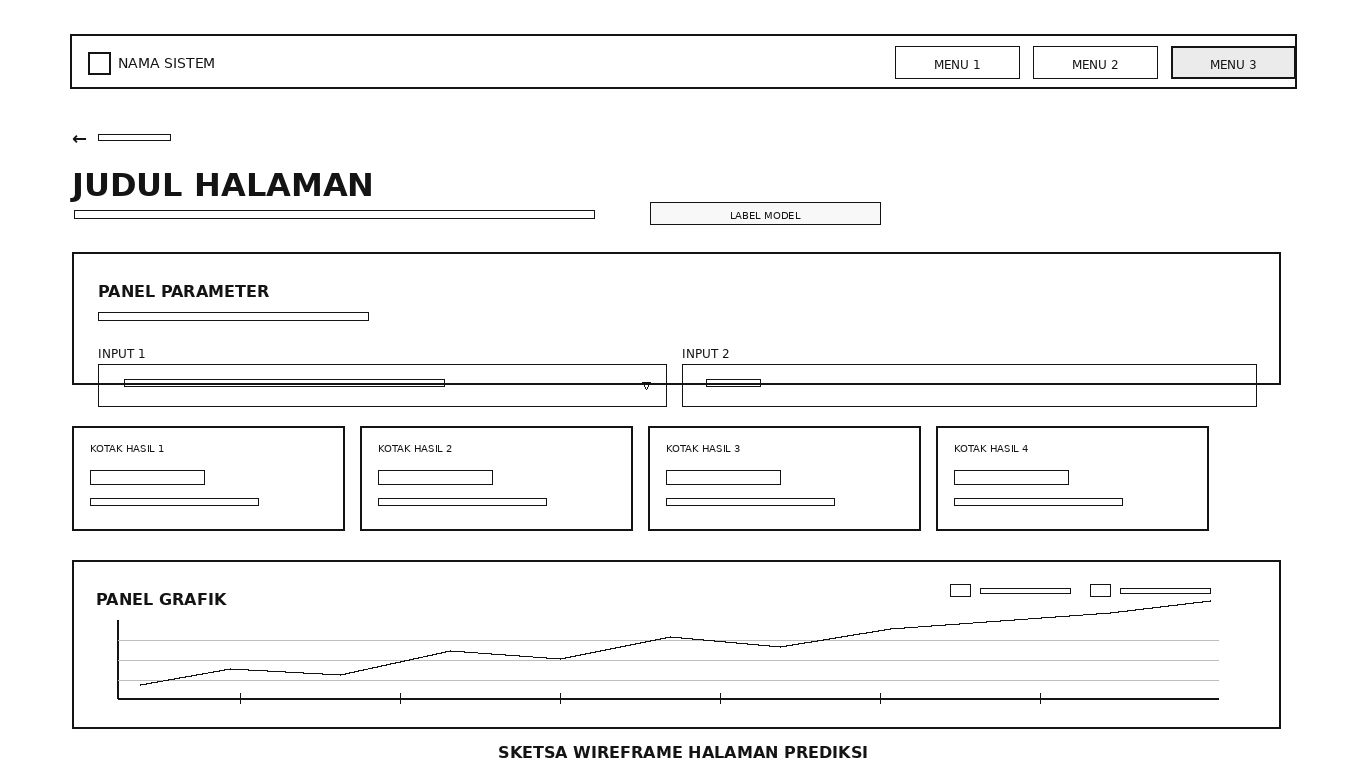 NAMA SISTEM
MENU 1
MENU 2
MENU 3
←
JUDUL HALAMAN
LABEL MODEL
PANEL PARAMETER
INPUT 1
INPUT 2
KOTAK HASIL 1
KOTAK HASIL 2
KOTAK HASIL 3
KOTAK HASIL 4
PANEL GRAFIK
SKETSA WIREFRAME HALAMAN PREDIKSI